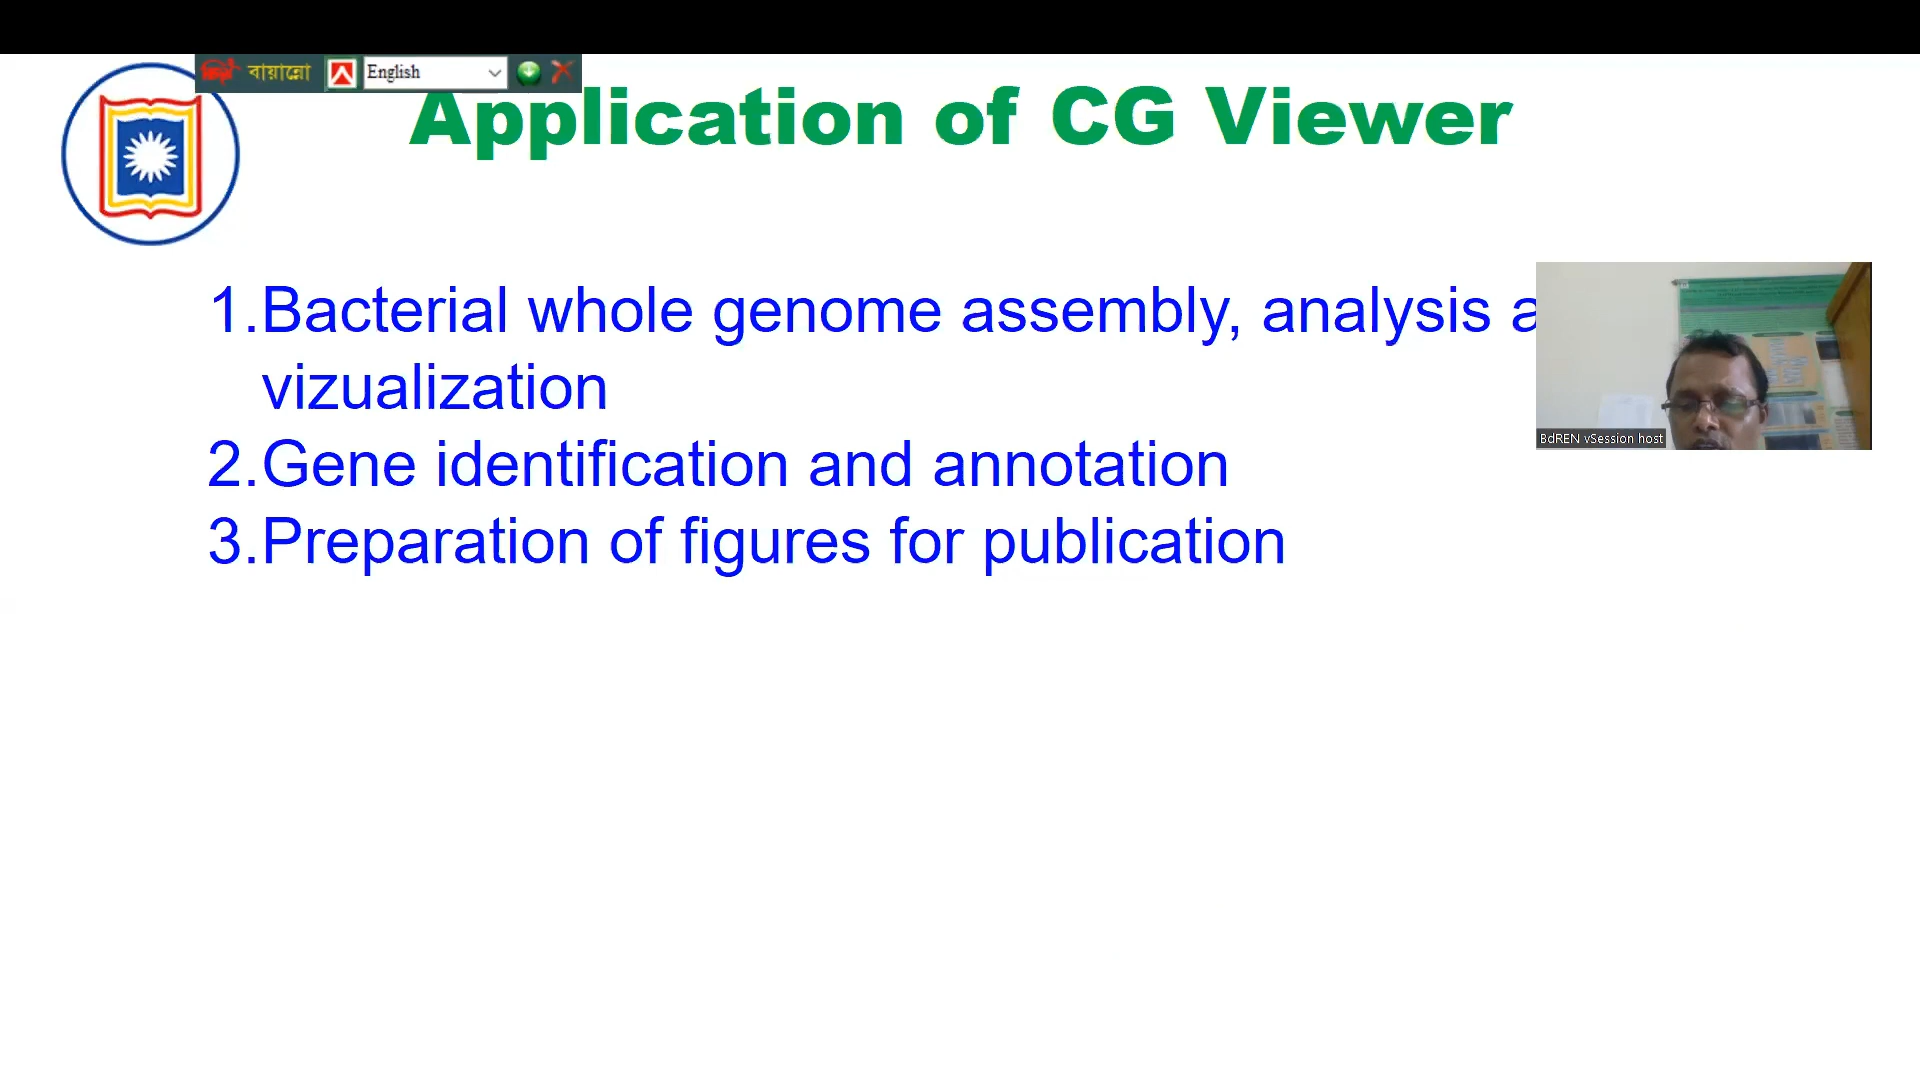 বায়ান্নো English
Application of CG Viewer
1.Bacterial whole genome assembly, analysis a
vizualization
2.Gene identification and annotation
3.Preparation of figures for publication
BdREN vSession host